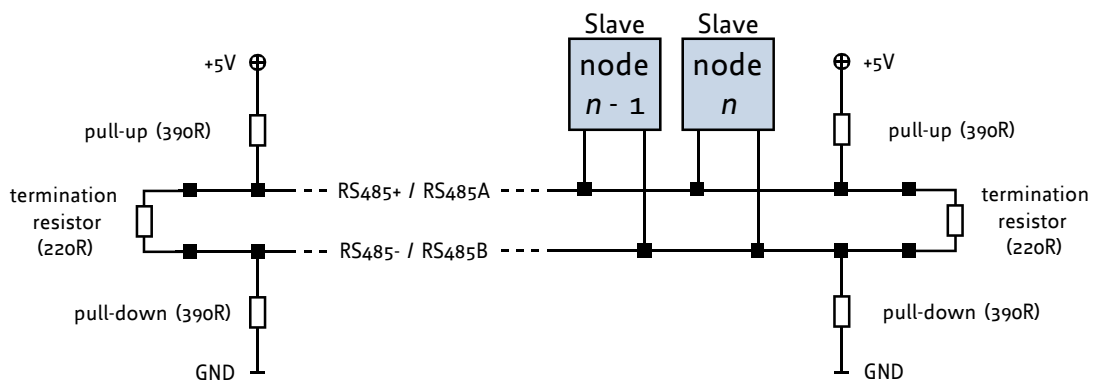 Slave
Slave
node
n - 1
node
n
+5V
+5V
pull-up (390R)
pull-up (390R)
termination
resistor
(220R)
RS485+ / RS485A
termination
resistor
(220R)
RS485- / RS485B
pull-down (390R)
pull-down (390R)
GND
GND